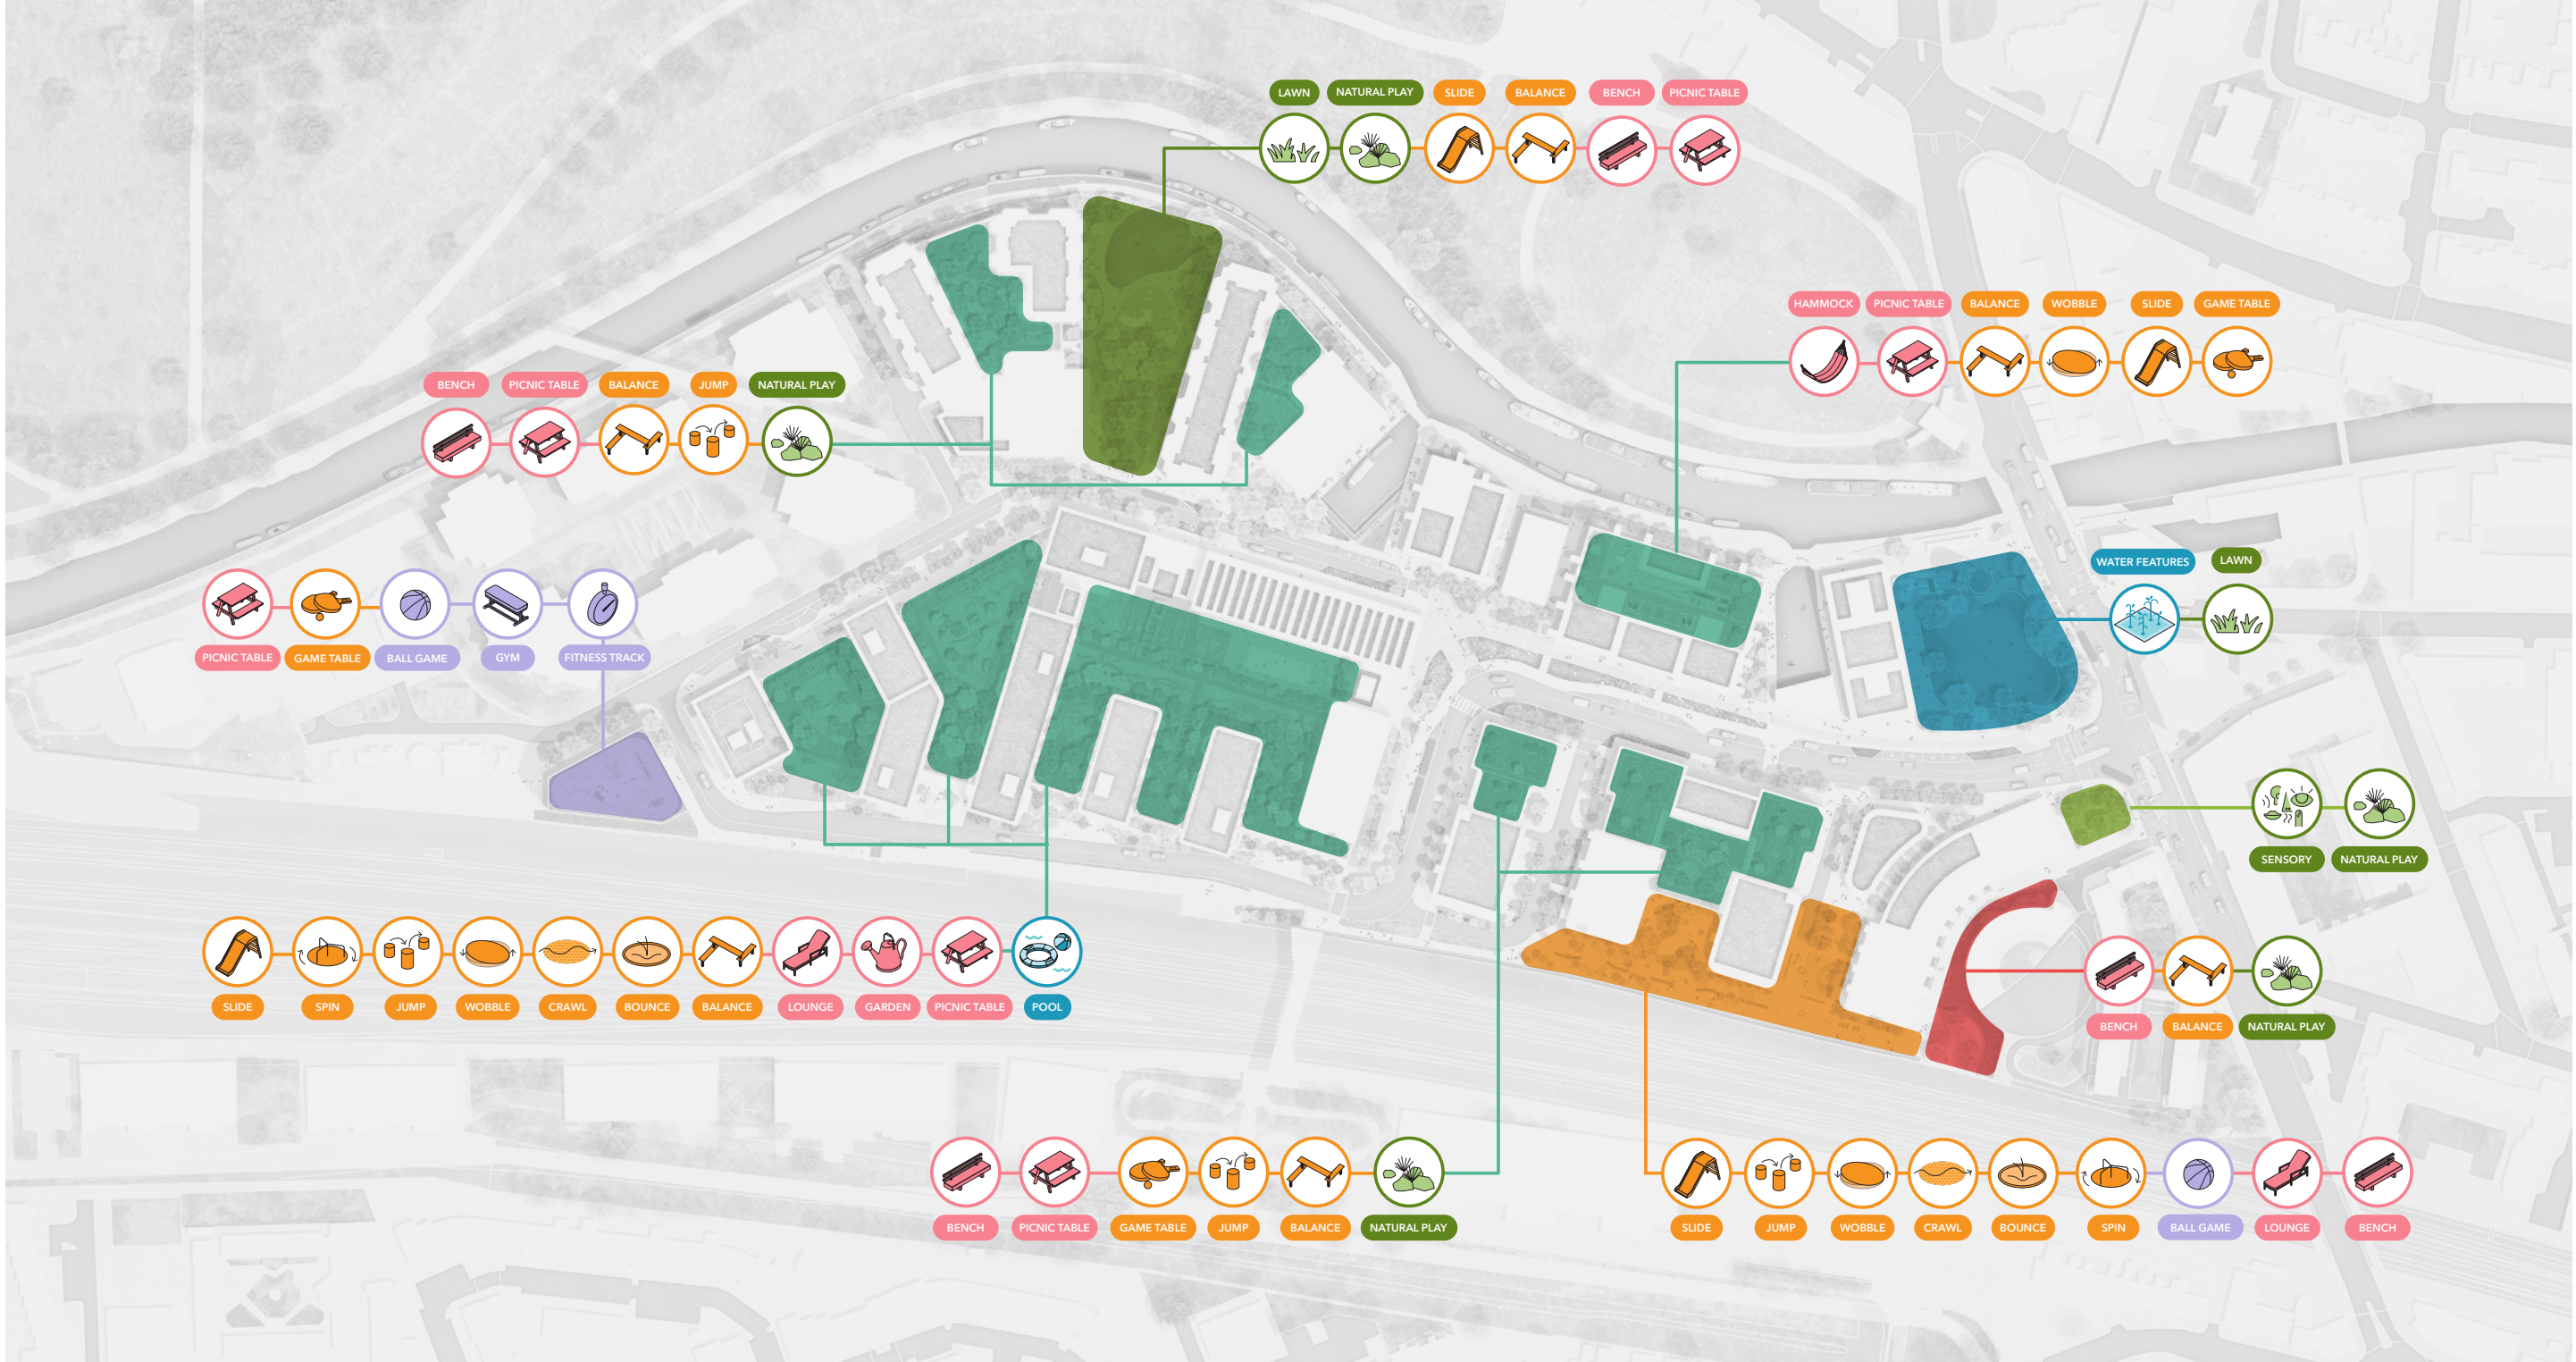 LAWN NATURAL PLAY SLIDE BALANCE BENCH PICNIC TABLE
HAMMOCK PICNIC TABLE BALANCE WOBBLE SLIDE GAME TABLE
BENCH PICNIC TABLE BALANCE JUMP NATURAL PLAY
WATER FEATURES LAWN
PICNIC TABLE GAME TABLE BALL GAME GYM FITNESS TRACK
SENSORY NATURAL PLAY
SLIDE SPIN JUMP WOBBLE CRAWL BOUNCE BALANCE LOUNGE GARDEN PICNIC TABLE POOL
BENCH BALANCE NATURAL PLAY
BENCH PICNIC TABLE GAME TABLE JUMP BALANCE NATURAL PLAY
SLIDE JUMP WOBBLE CRAWL BOUNCE SPIN BALL GAME LOUNGE BENCH